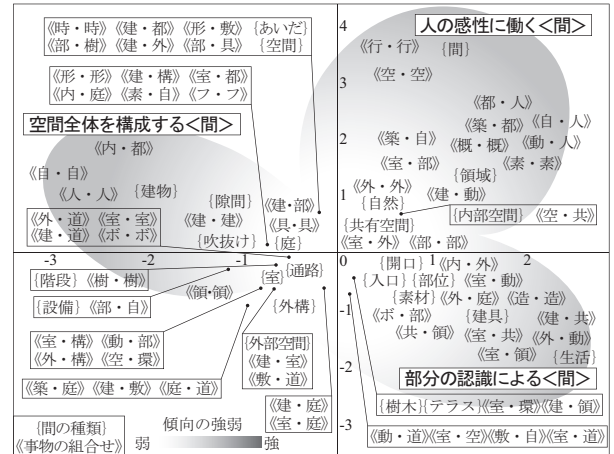 《時・時》《建・都》《形・敷》{あいだ}
《部・樹》《建・外》《部・具》{空間}
《形・形》《建・構》《室・都》
《内・庭》《素・自》《フ・フ》
空間全体を構成する<間>
《内・都》
《自・自》
《人・人》
{建物}
{隙間}
《建・部》
《外・道》《室・室》
《建・道》《ボ・ボ》
《建・建》
《具・具》
{吹抜け}
{庭}
4
人の感性に働く<間>
《行・行》
{間}
3
《空・空》
《都・人》
《築・都》
《自・人》
2
《築・自》
《概・概》
《動・人》
《室・部》
《素・素》
{領域}
1
《外・外》
《建・動》
{自然}
{内部空間}《空・共》
{共有空間}
《室・外》《部・部》
-3
-2
-1
0
1
2
{通路}
{室}
{階段}《樹・樹》
{設備}《部・自》
《領・領》
{外構}
《室・構》《動・部》
《外・構》《空・環》
{外部空間}
《建・室》
《敷・道》
《築・庭》《建・敷》《庭・道》
《建・庭》
《室・庭》
{間の種類}
《事物の組合せ》
傾向の強弱
弱
強
{開口}
《内・外》
{入口}
{部位}
《室・動》
-1
{素材}
《外・庭》
《造・造》
《ボ・部》
{建具}
《建・共》
《共・領》
《室・共》
《外・動》
-2
《室・領》
{生活}
部分の認識による<間>
{樹木}{テラス}《室・環》《建・領》
-3
《動・道》《室・空》《敷・自》《室・道》